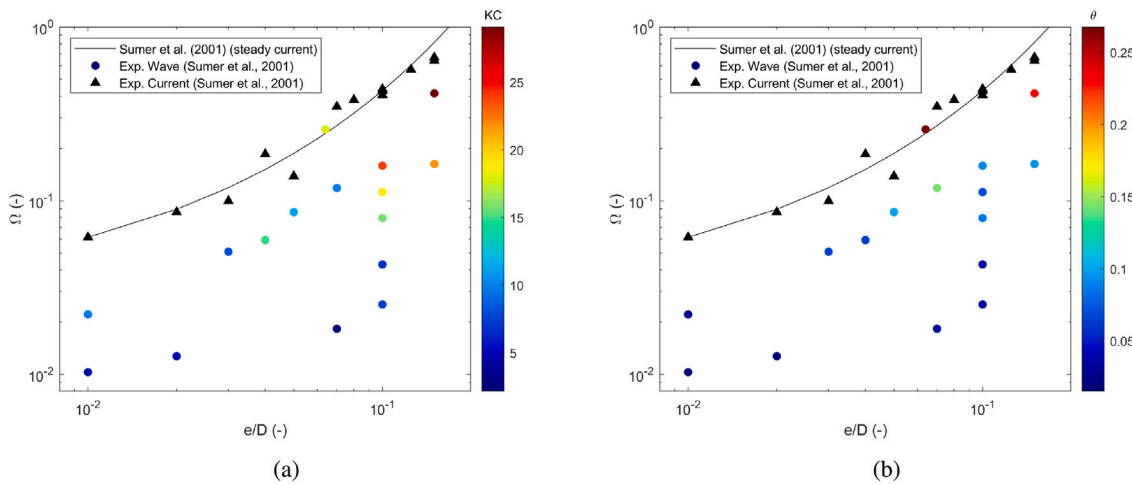 KC
10^0
Sumer et al. (2001) (steady current)
Exp. Wave (Sumer et al., 2001)
Exp. Current (Sumer et al., 2001)
25
20
Ω (-)
10^-1
15
10
5
10^-2
10^-2
10^-1
e/D (-)
(a)
θ
10^0
Sumer et al. (2001) (steady current)
Exp. Wave (Sumer et al., 2001)
Exp. Current (Sumer et al., 2001)
0.25
0.2
Ω (-)
10^-1
0.15
0.1
0.05
10^-2
10^-2
10^-1
e/D (-)
(b)